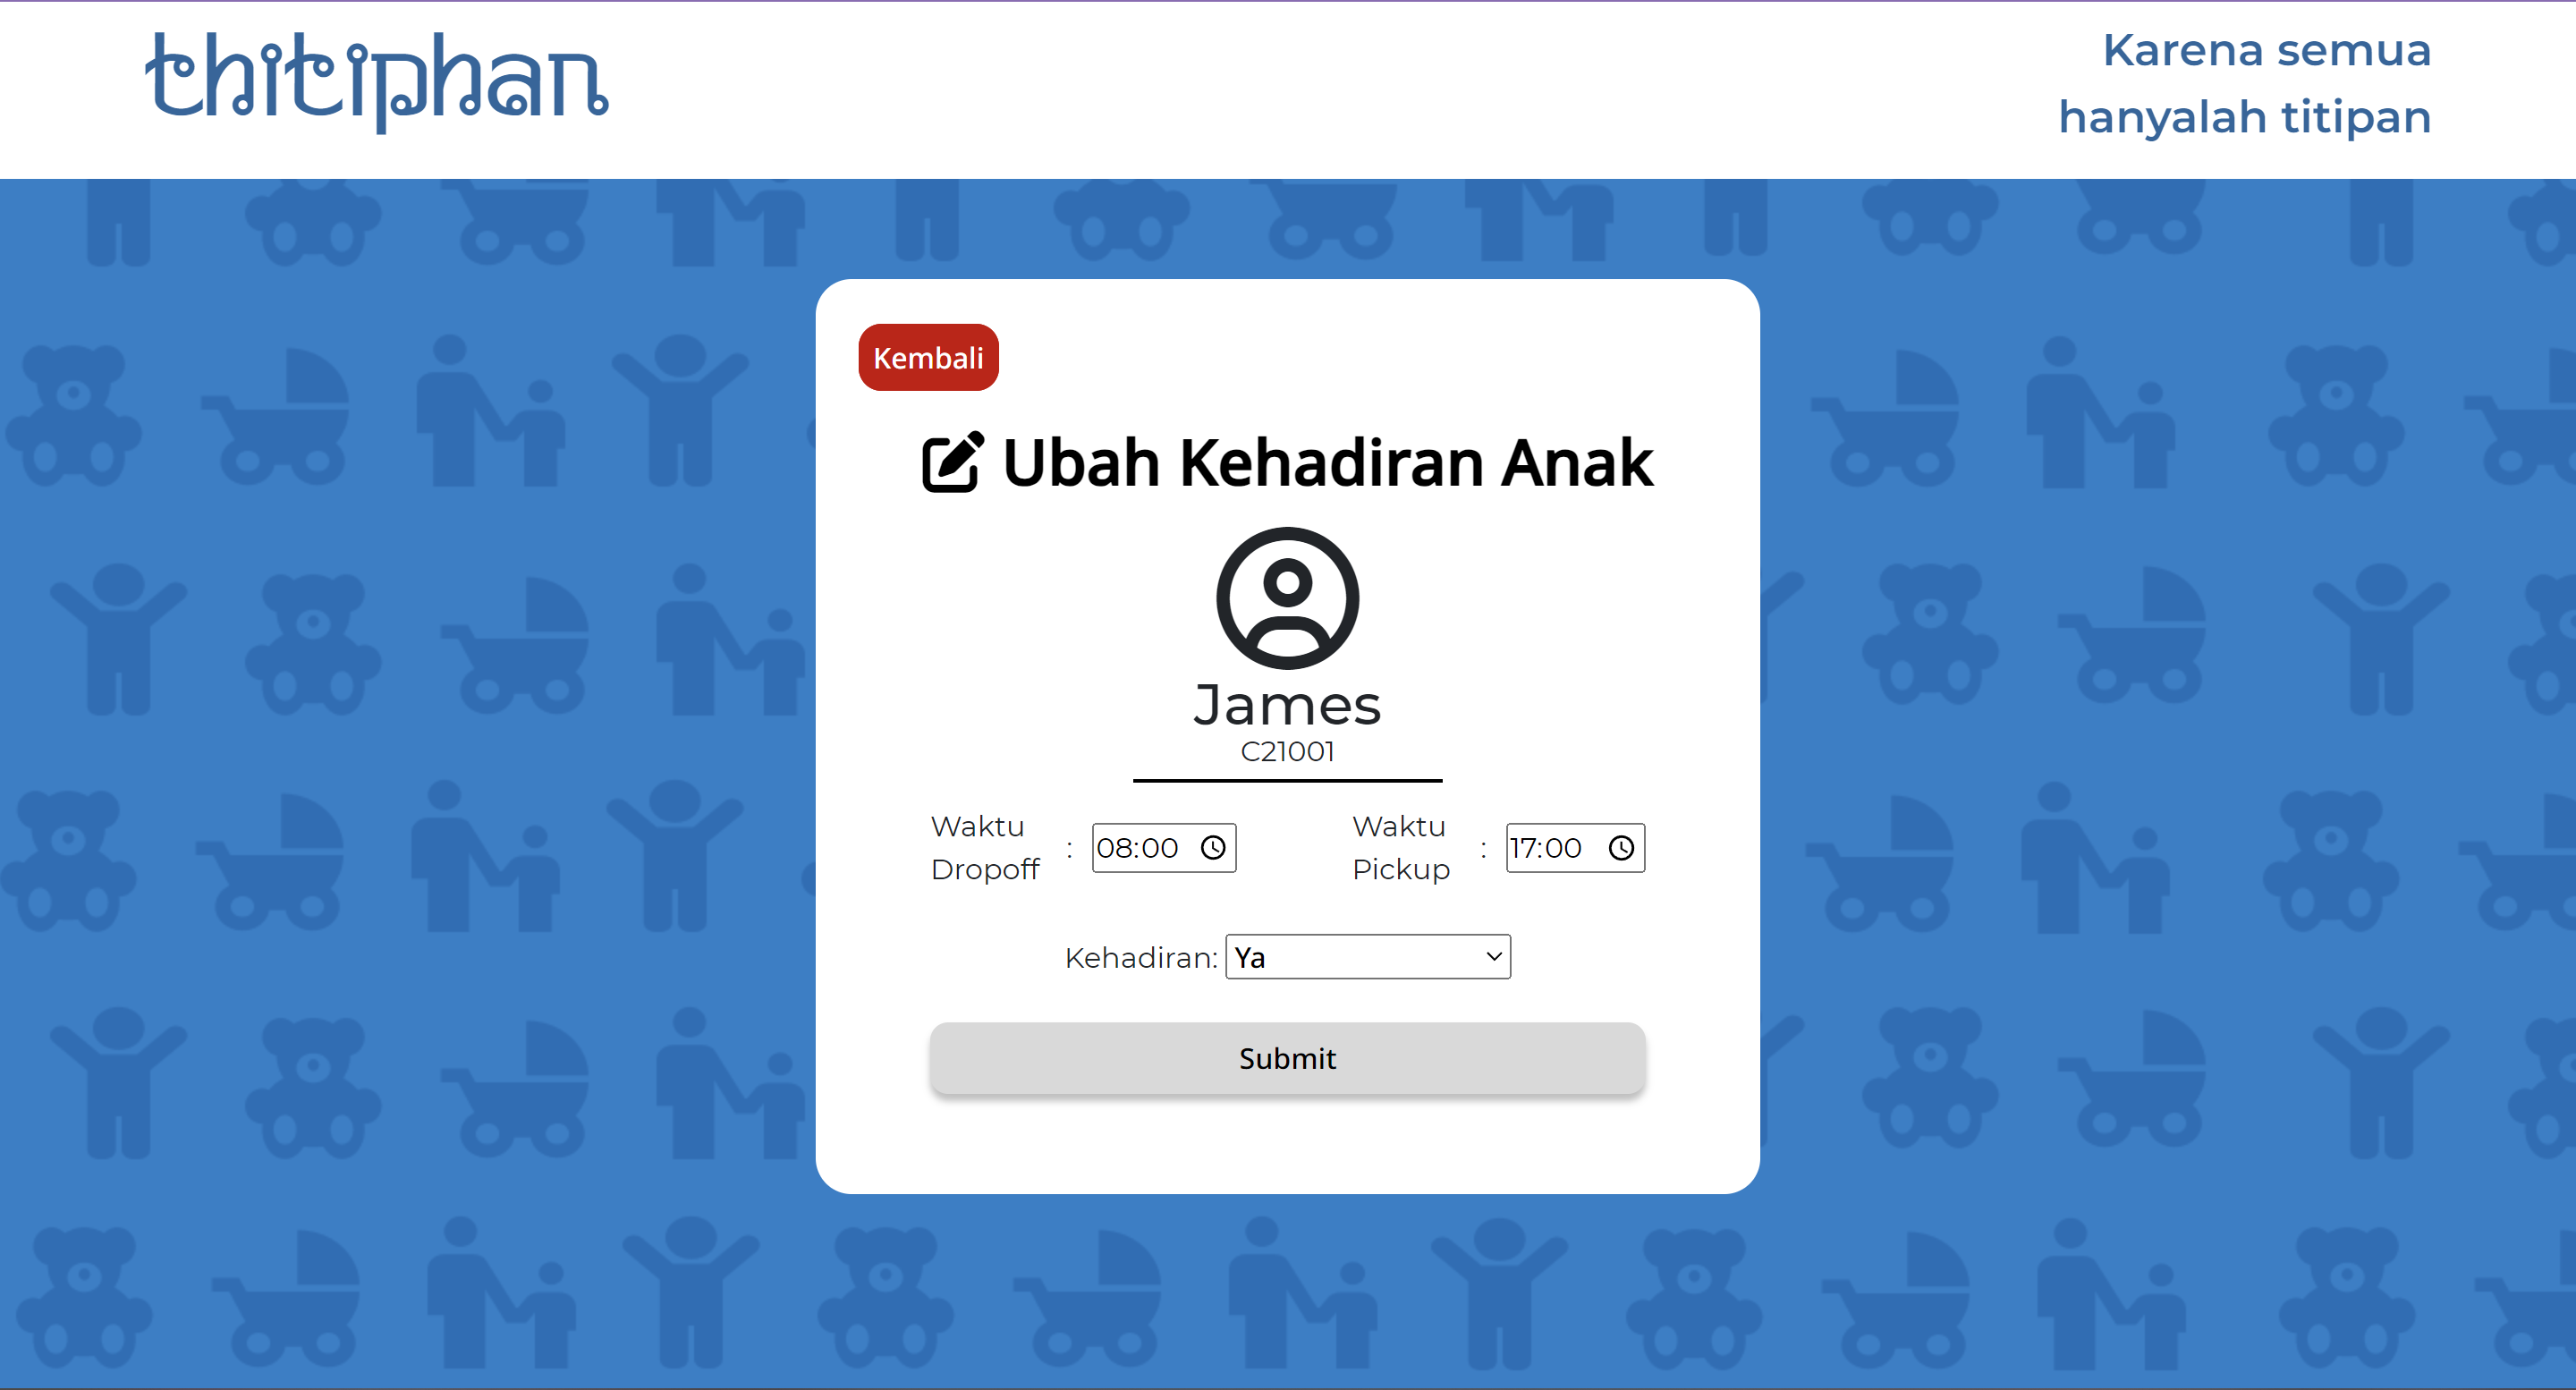 thitiphan
Karena semua
hanyalah titipan
Kembali
Ubah Kehadiran Anak
James
C21001
Waktu
Dropoff
: 08:00
Waktu
Pickup
: 17:00
Kehadiran: Ya
Submit